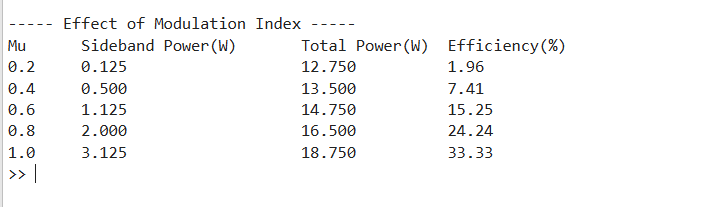 ----- Effect of Modulation Index -----
Mu     Sideband Power(W)       Total Power(W)  Efficiency(%)
0.2    0.125                   12.750          1.96
0.4    0.500                   13.500          7.41
0.6    1.125                   14.750          15.25
0.8    2.000                   16.500          24.24
1.0    3.125                   18.750          33.33
>>